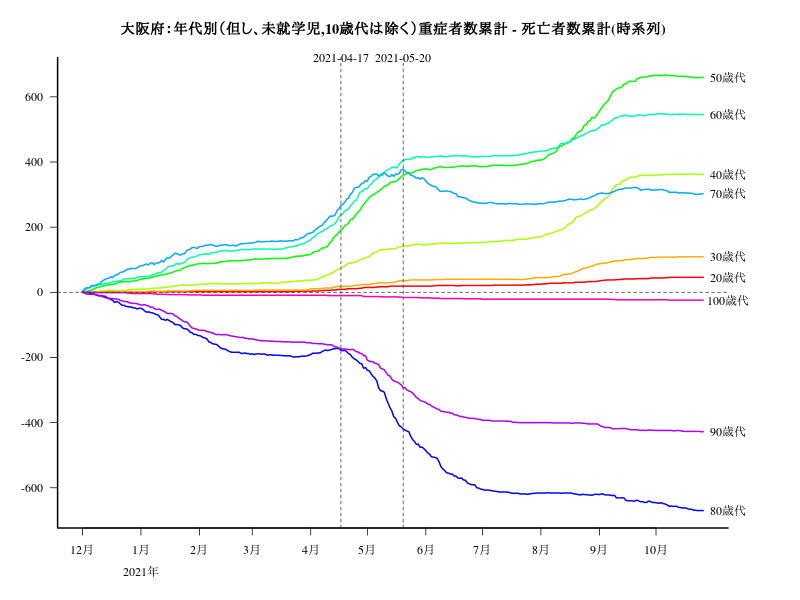 大阪府：年代別（但し、未就学児,10歳代は除く）重症者数累計 - 死亡者数累計(時系列)
2021-04-17 2021-05-20
600
400
200
0
-200
-400
-600
50歳代
60歳代
40歳代
70歳代
30歳代
20歳代
100歳代
90歳代
80歳代
12月 1月 2月 3月 4月 5月 6月 7月 8月 9月 10月
2021年